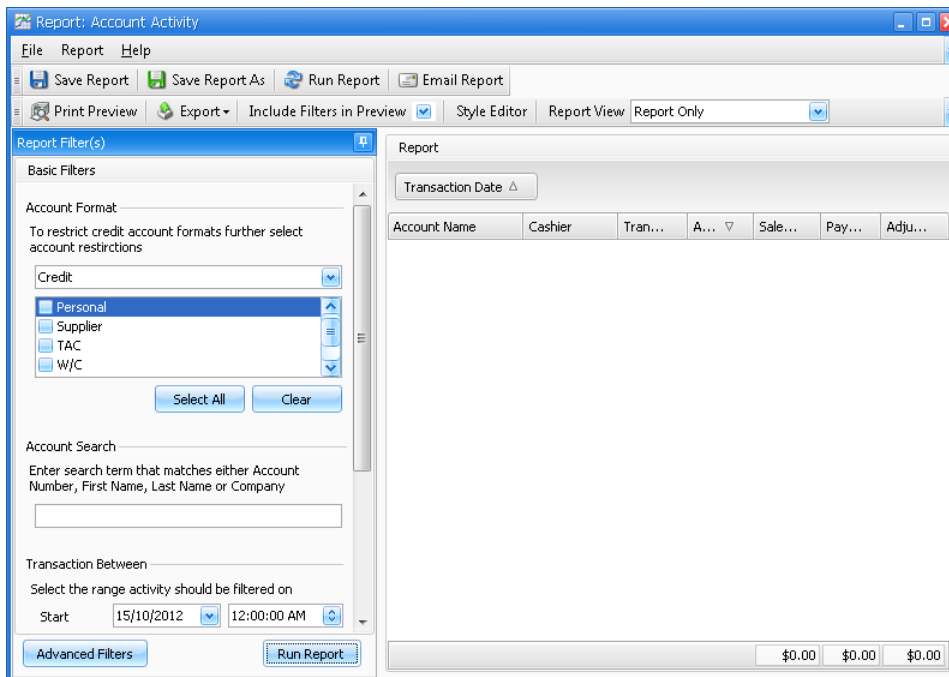 Report: Account Activity
File Report Help
Save Report Save Report As Run Report Email Report
Print Preview Export Include Filters in Preview Style Editor Report View Report Only
Report Filter(s)
Basic Filters
Account Format
To restrict credit account formats further select
account restirctions
Credit
Personal
Supplier
TAC
W/C
Select All Clear
Account Search
Enter search term that matches either Account
Number, First Name, Last Name or Company
Transaction Between
Select the range activity should be filtered on
Start 15/10/2012 12:00:00 AM
Advanced Filters Run Report
Report
Transaction Date
Account Name Cashier Tran... A... Sale... Pay... Adju...
$0.00 $0.00 $0.00